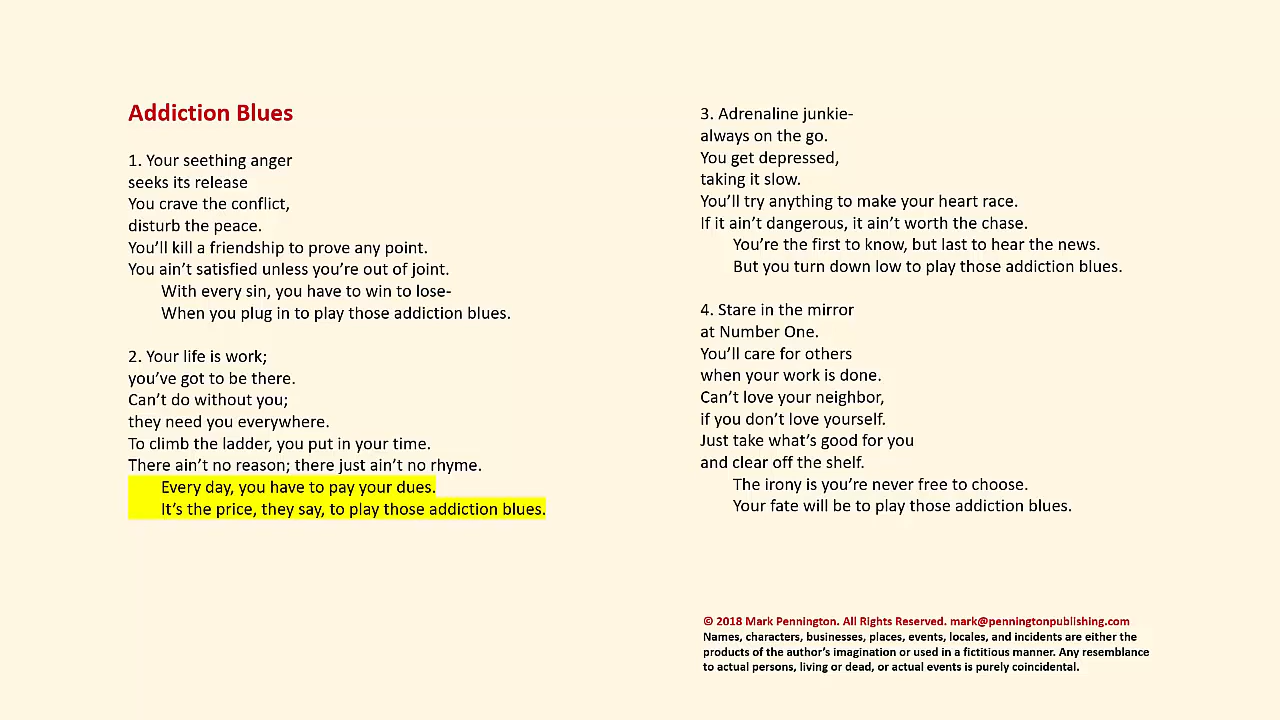 Addiction Blues
1. Your seething anger
seeks its release
You crave the conflict,
disturb the peace.
You'll kill a friendship to prove any point.
You ain't satisfied unless you're out of joint.
With every sin, you have to win to lose-
When you plug in to play those addiction blues.
2. Your life is work;
you've got to be there.
Can't do without you;
they need you everywhere.
To climb the ladder, you put in your time.
There ain't no reason; there just ain't no rhyme.
Every day, you have to pay your dues.
It's the price, they say, to play those addiction blues.
3. Adrenaline junkie-
always on the go.
You get depressed,
taking it slow.
You'll try anything to make your heart race.
If it ain't dangerous, it ain't worth the chase.
You're the first to know, but last to hear the news.
But you turn down low to play those addiction blues.
4. Stare in the mirror
at Number One.
You'll care for others
when your work is done.
Can't love your neighbor,
if you don't love yourself.
Just take what's good for you
and clear off the shelf.
The irony is you're never free to choose.
Your fate will be to play those addiction blues.
© 2018 Mark Pennington. All Rights Reserved. mark@penningtonpublishing.com
Names, characters, businesses, places, events, locales, and incidents are either the
products of the author's imagination or used in a fictitious manner. Any resemblance
to actual persons, living or dead, or actual events is purely coincidental.